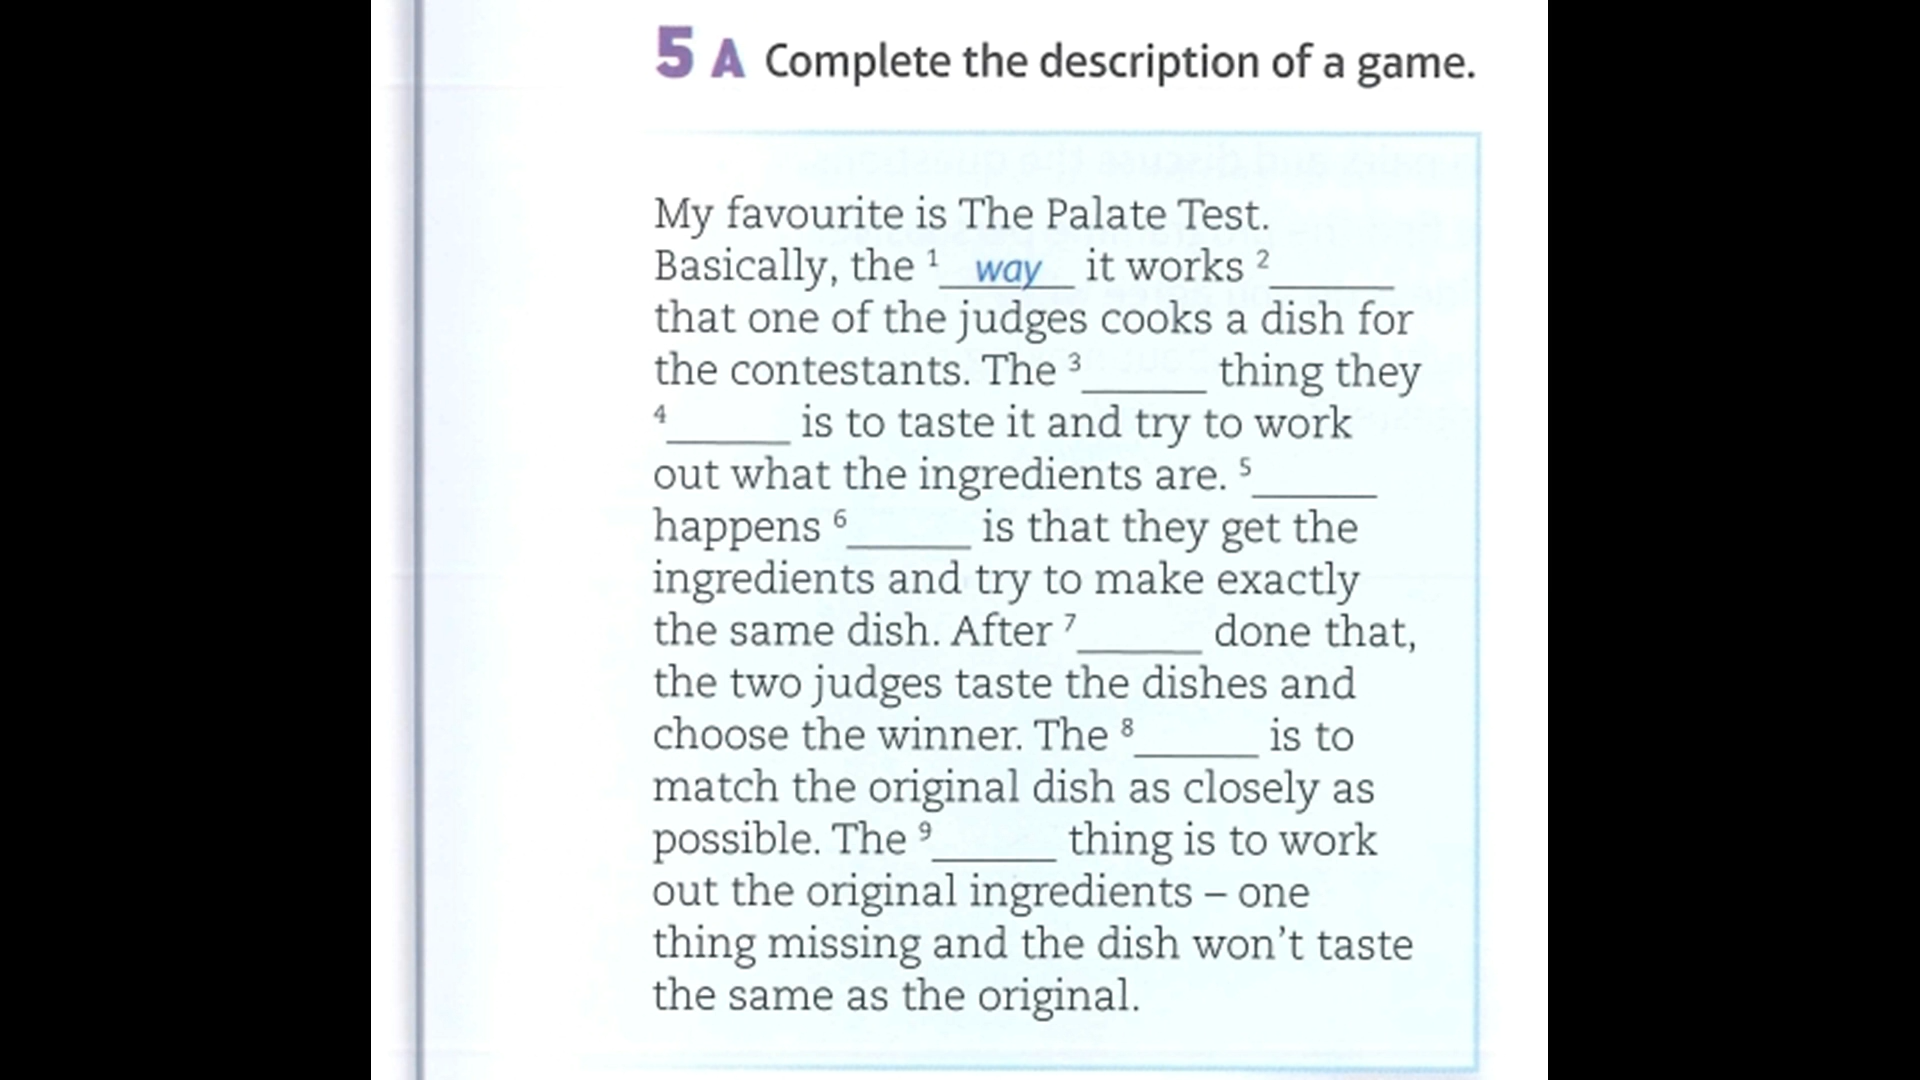 5 A Complete the description of a game.
My favourite is The Palate Test.
Basically, the 1 way it works 2______
that one of the judges cooks a dish for
the contestants. The 3______ thing they
4______ is to taste it and try to work
out what the ingredients are. 5______
happens 6______ is that they get the
ingredients and try to make exactly
the same dish. After 7______ done that,
the two judges taste the dishes and
choose the winner. The 8______ is to
match the original dish as closely as
possible. The 9______ thing is to work
out the original ingredients – one
thing missing and the dish won't taste
the same as the original.